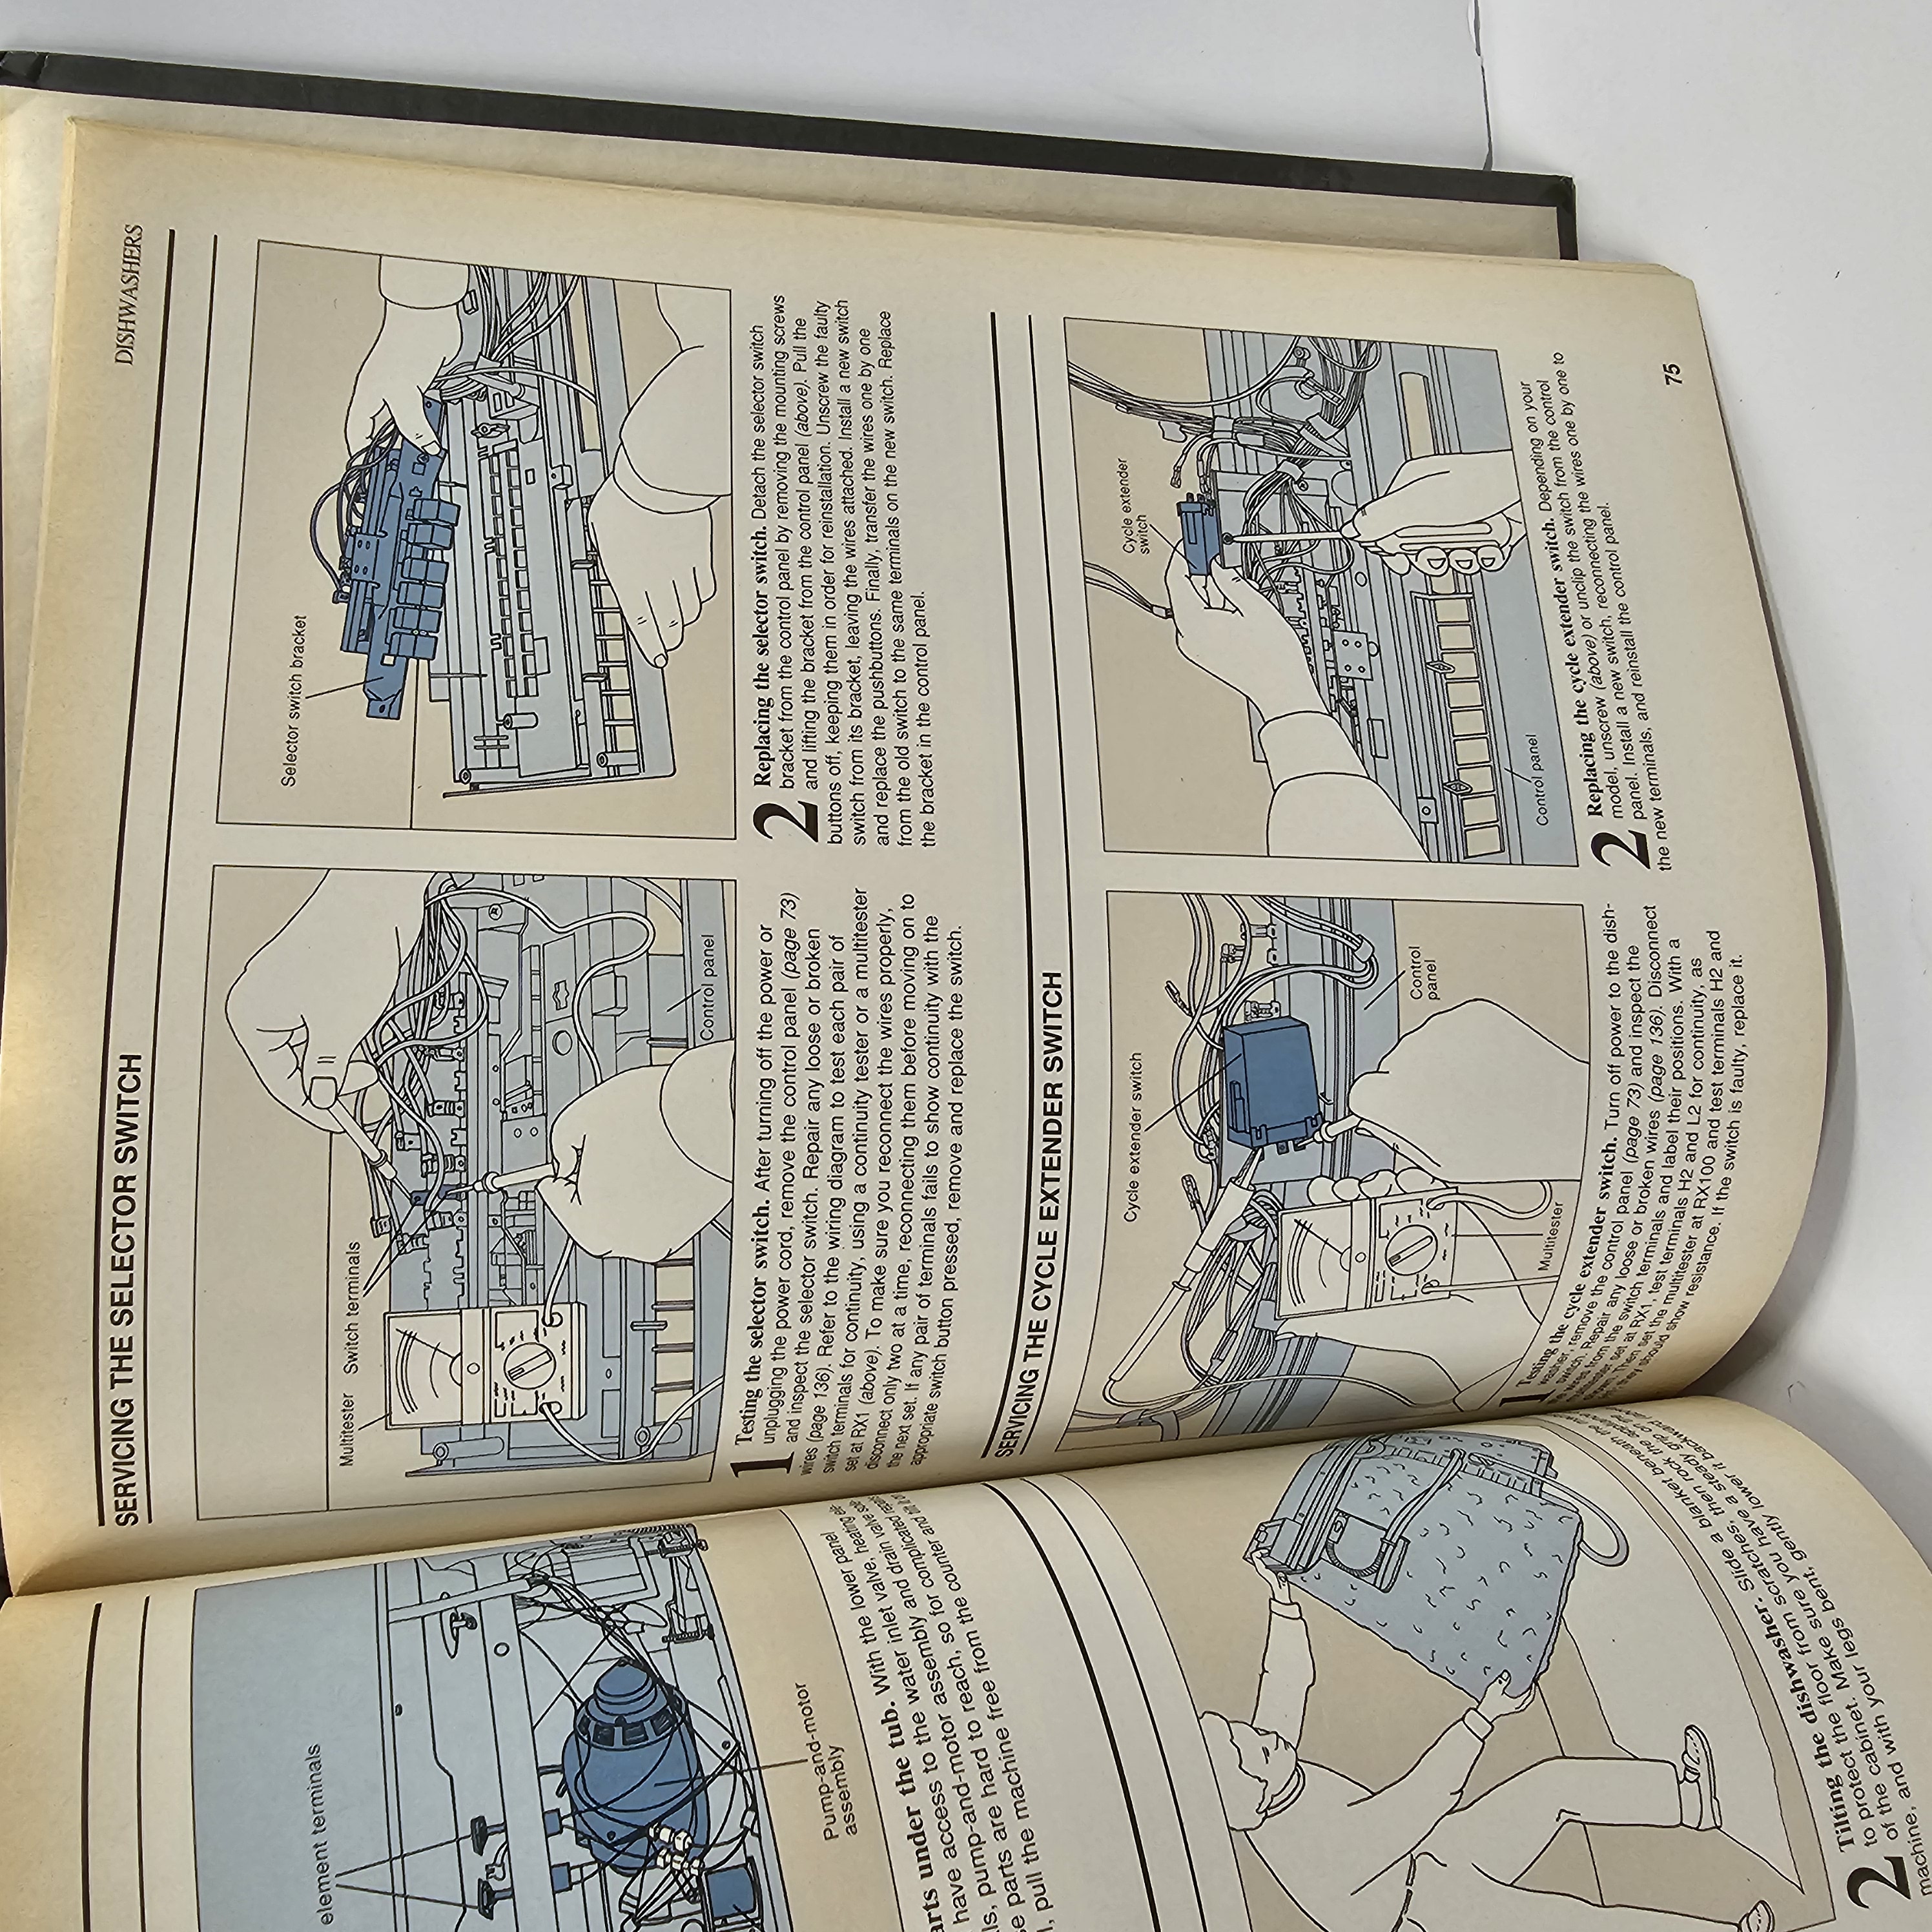 element terminals
Pump-and-motor
assembly
arts under the tub. With the lower panel
have access to the water inlet valve, heating ele-
ls, pump-and-motor assembly and drain valve sole-
se parts are hard to reach, so for complicated repairs
l, pull the machine free from the counter and tilt it on
2 Tilting the dishwasher. Slide a blanket beneath the
to protect the floor from scratches, then rock the
of the cabinet. Make sure you have a steady grip on the
machine, and with your legs bent, gently lower it backward
SERVICING THE SELECTOR SWITCH
DISHWASHERS
Multitester
Switch terminals
Control panel
Selector switch bracket
1 Testing the selector switch. After turning off the power or
unplugging the power cord, remove the control panel (page 73)
and inspect the selector switch. Repair any loose or broken
wires (page 136). Refer to the wiring diagram to test each pair of
switch terminals for continuity, using a continuity tester or a multitester
set at RX1 (above). To make sure you reconnect the wires properly,
disconnect only two at a time, reconnecting them before moving on to
the next set. If any pair of terminals fails to show continuity with the
appropriate switch button pressed, remove and replace the switch.
2 Replacing the selector switch. Detach the selector switch
bracket from the control panel by removing the mounting screws
and lifting the bracket from the control panel (above). Pull the
buttons off, keeping them in order for reinstallation. Unscrew the faulty
switch from its bracket, leaving the wires attached. Install a new switch
and replace the pushbuttons. Finally, transfer the wires one by one
from the old switch to the same terminals on the new switch. Replace
the bracket in the control panel.
SERVICING THE CYCLE EXTENDER SWITCH
Cycle extender switch
Control
panel
Multitester
Cycle extender
switch
Control panel
1 Testing the cycle extender switch. Turn off power to the dish-
washer, remove the control panel (page 73) and inspect the
switch. Repair any loose or broken wires (page 136). Disconnect
wires from the switch terminals and label their positions. With a
multitester set at RX1, test terminals H2 and L2 for continuity, as
shown. Then set the multitester at RX100 and test terminals H2 and
they should show resistance. If the switch is faulty, replace it.
2 Replacing the cycle extender switch. Depending on your
model, unscrew (above) or unclip the switch from the control
panel. Install a new switch, reconnecting the wires one by one to
the new terminals, and reinstall the control panel.
75